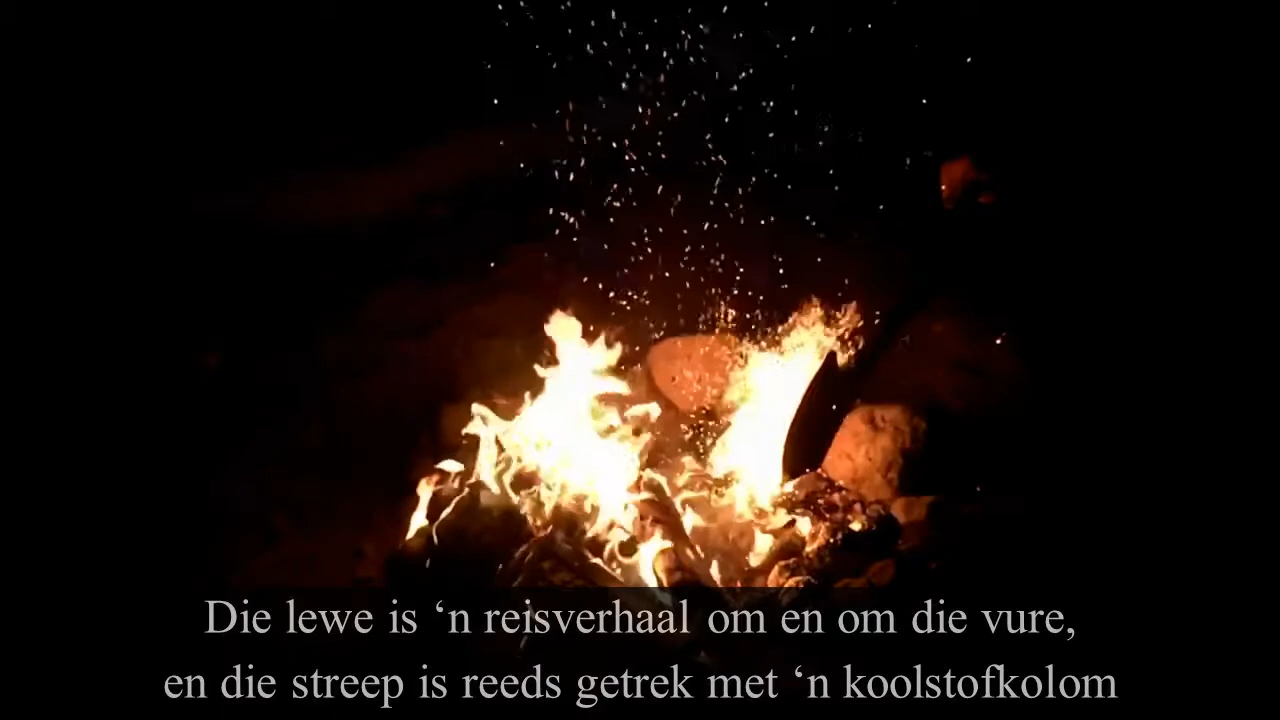 Die lewe is ‘n reisverhaal om en om die vure,
en die streep is reeds getrek met ‘n koolstofkolom